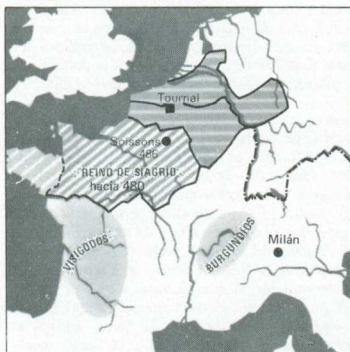 Tournai
Soissons
486
REINO DE SIAGRIO
hacia 480
VISIGODOS
BURGUNDIOS
Milán